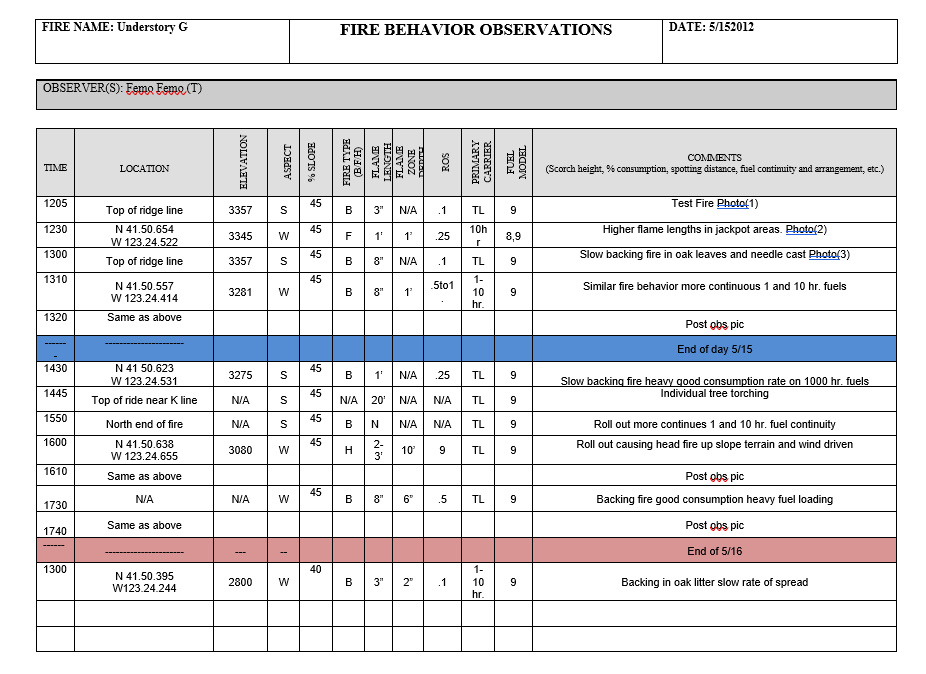 FIRE NAME: Understory G
FIRE BEHAVIOR OBSERVATIONS
DATE: 5/152012
OBSERVER(S): Femo Femo (T)
TIME LOCATION ELEVATION ASPECT % SLOPE FIRE TYPE (B/F/H) FLAME LENGTH FLAME ZONE DEPTH ROS PRIMARY CARRIER FUEL MODEL COMMENTS
(Scorch height, % consumption, spotting distance, fuel continuity and arrangement, etc.)
1205 Top of ridge line 3357 S 45 B 3” N/A .1 TL 9 Test Fire Photo(1)
1230 N 41.50.654 W 123.24.522 3345 W 45 F 1’ 1’ .25 10hr 8,9 Higher flame lengths in jackpot areas. Photo(2)
1300 Top of ridge line 3357 S 45 B 8” N/A .1 TL 9 Slow backing fire in oak leaves and needle cast Photo(3)
1310 N 41.50.557 W 123.24.414 3281 W 45 B 8” 1’ .5to1. 1-10 hr. 9 Similar fire behavior more continuous 1 and 10 hr. fuels
1320 Same as above Post obs pic
------- ---------------------- End of day 5/15
1430 N 41 50.623 W 123.24.531 3275 S 45 B 1’ N/A .25 TL 9 Slow backing fire heavy good consumption rate on 1000 hr. fuels
1445 Top of ride near K line N/A S 45 N/A 20’ N/A N/A TL 9 Individual tree torching
1550 North end of fire N/A S 45 B N N/A N/A TL 9 Roll out more continues 1 and 10 hr. fuel continuity
1600 N 41.50.638 W 123.24.655 3080 W 45 H 2-3’ 10’ 9 TL 9 Roll out causing head fire up slope terrain and wind driven
1610 Same as above Post obs pic
1730 N/A N/A W 45 B 8” 6” .5 TL 9 Backing fire good consumption heavy fuel loading
1740 Same as above Post obs pic
------ ---------------------- --- -- End of 5/16
1300 N 41.50.395 W123.24.244 2800 W 40 B 3” 2” .1 1-10 hr. 9 Backing in oak litter slow rate of spread